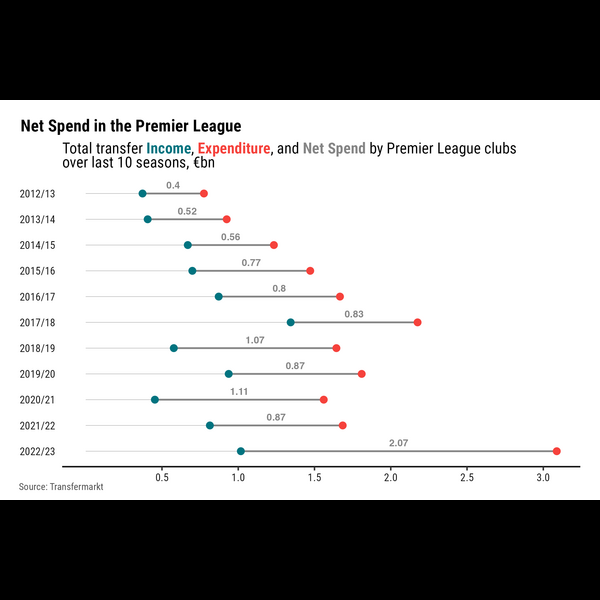 Net Spend in the Premier League
Total transfer Income, Expenditure, and Net Spend by Premier League clubs
over last 10 seasons, €bn
2012/13 0.4
2013/14 0.52
2014/15 0.56
2015/16 0.77
2016/17 0.8
2017/18 0.83
2018/19 1.07
2019/20 0.87
2020/21 1.11
2021/22 0.87
2022/23 2.07
0.5 1.0 1.5 2.0 2.5 3.0
Source: Transfermarkt